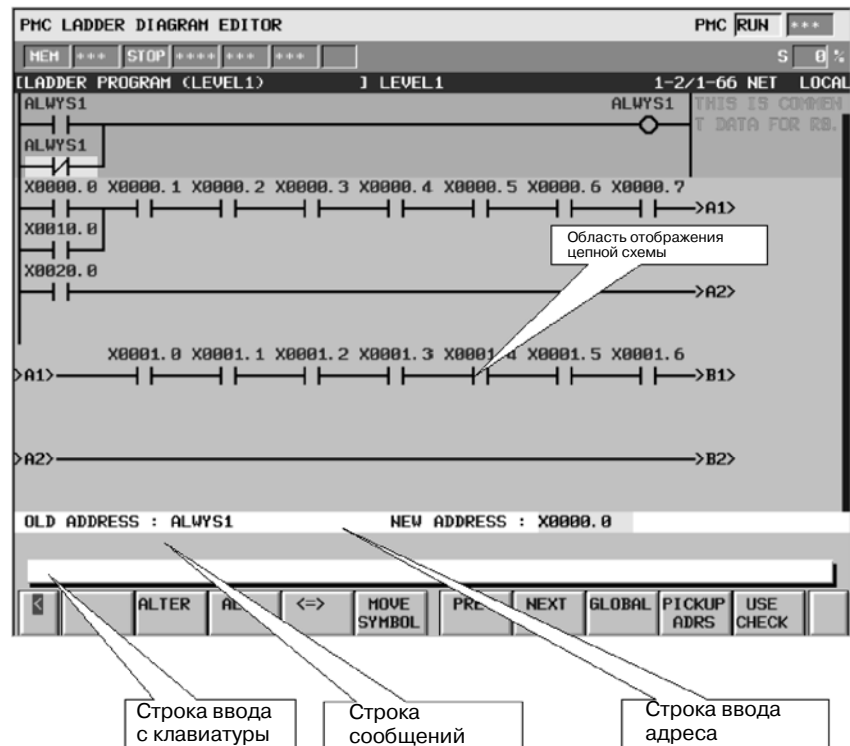 PMC LADDER DIAGRAM EDITOR PMC RUN ***
MEM *** STOP **** *** *** S 0 %
[LADDER PROGRAM (LEVEL1) ] LEVEL1 1-2/1-66 NET LOCAL
ALWYS1 ALWYS1 THIS IS COMMEN
T DATA FOR R0.
ALWYS1
X0000.0 X0000.1 X0000.2 X0000.3 X0000.4 X0000.5 X0000.6 X0000.7
>A1>
X0010.0
Область отображения
цепной схемы
X0020.0
>A2>
X0001.0 X0001.1 X0001.2 X0001.3 X0001.4 X0001.5 X0001.6
>A1> >B1>
>A2> >B2>
OLD ADDRESS : ALWYS1 NEW ADDRESS : X0000.0
< ALTER <=> MOVE SYMBOL NEXT GLOBAL PICKUP ADRS USE CHECK
Строка ввода
с клавиатуры
Строка
сообщений
Строка ввода
адреса